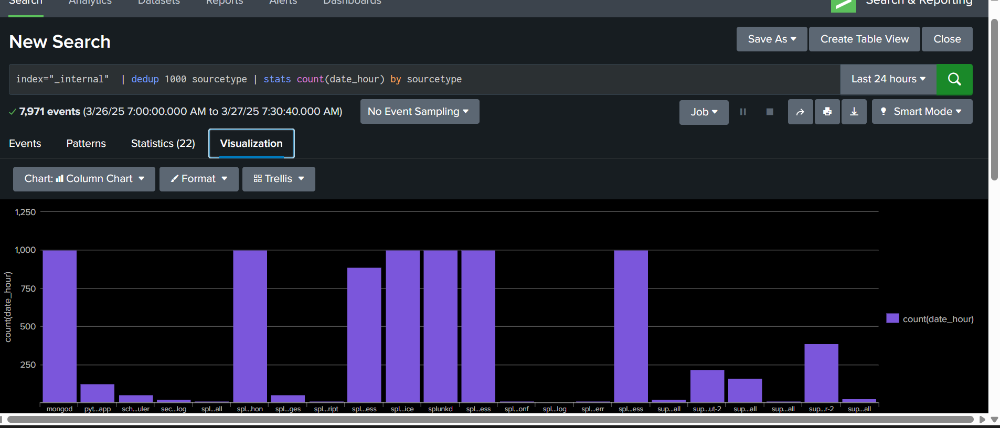 Search Analytics Datasets Reports Alerts Dashboards Search & Reporting
New Search
Save As Create Table View Close
index="_internal"  | dedup 1000 sourcetype | stats count(date_hour) by sourcetype
Last 24 hours
7,971 events (3/26/25 7:00:00.000 AM to 3/27/25 7:30:40.000 AM)
No Event Sampling
Job
Smart Mode
Events Patterns Statistics (22) Visualization
Chart: Column Chart Format Trellis
1,250
1,000
750
500
250
count(date_hour)
count(date_hour)
mongod pyt...app sch...uler sec...log spl...all spl...hon spl...ges spl...ript spl...ess spl...ice splunkd spl...ess spl...onf spl...log spl...err spl...ess sup...all sup...ut-2 sup...all sup...all sup...r-2 sup...all